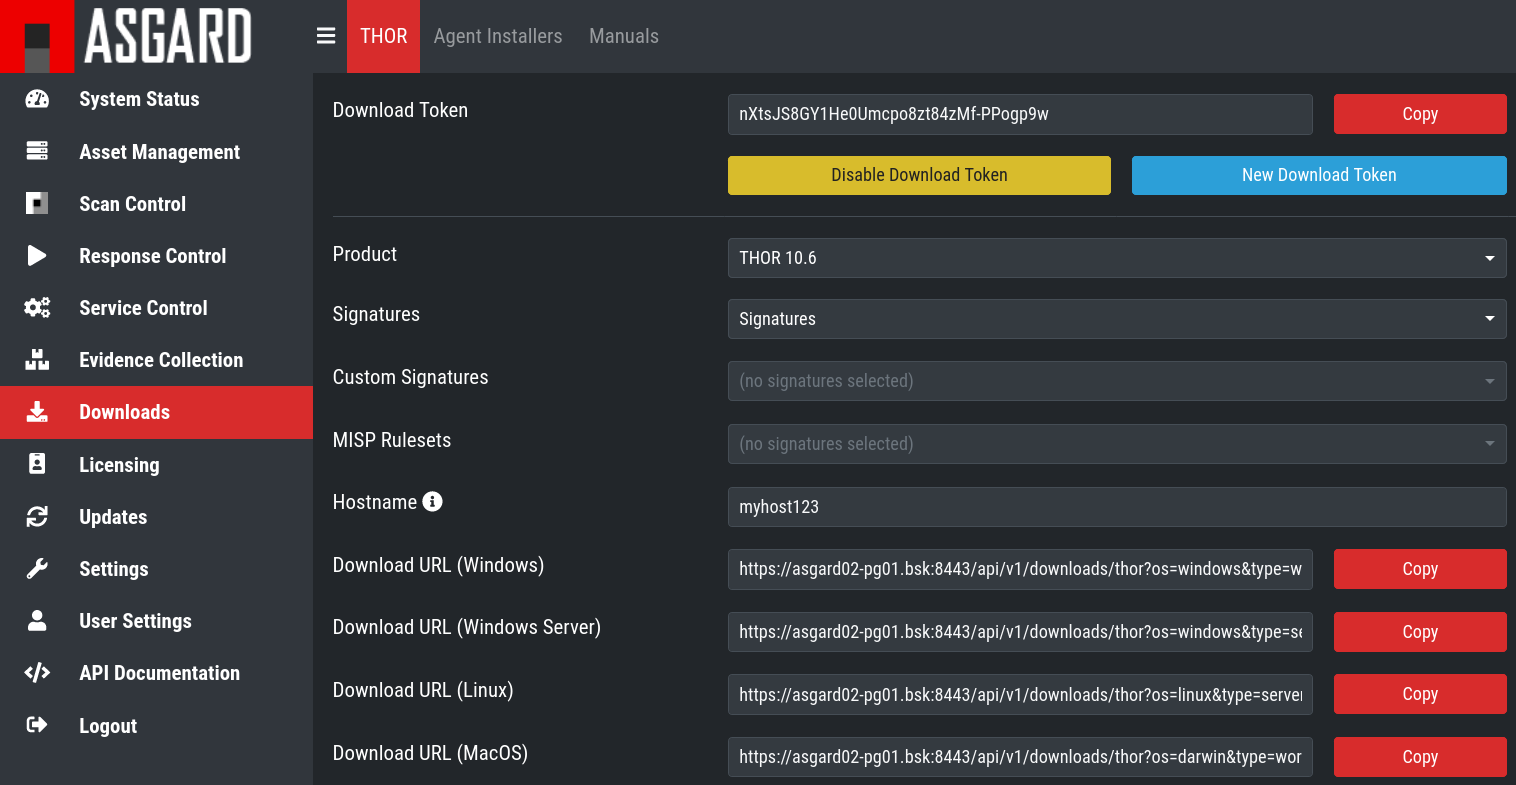 ASGARD
THOR
Agent Installers
Manuals
System Status
Asset Management
Scan Control
Response Control
Service Control
Evidence Collection
Downloads
Licensing
Updates
Settings
User Settings
API Documentation
Logout
Download Token
nXtsJS8GY1He0Umcpo8zt84zMf-PPogp9w
Copy
Disable Download Token
New Download Token
Product
THOR 10.6
Signatures
Signatures
Custom Signatures
(no signatures selected)
MISP Rulesets
(no signatures selected)
Hostname
myhost123
Download URL (Windows)
https://asgard02-pg01.bsk:8443/api/v1/downloads/thor?os=windows&type=w
Copy
Download URL (Windows Server)
https://asgard02-pg01.bsk:8443/api/v1/downloads/thor?os=windows&type=se
Copy
Download URL (Linux)
https://asgard02-pg01.bsk:8443/api/v1/downloads/thor?os=linux&type=server
Copy
Download URL (MacOS)
https://asgard02-pg01.bsk:8443/api/v1/downloads/thor?os=darwin&type=wor
Copy